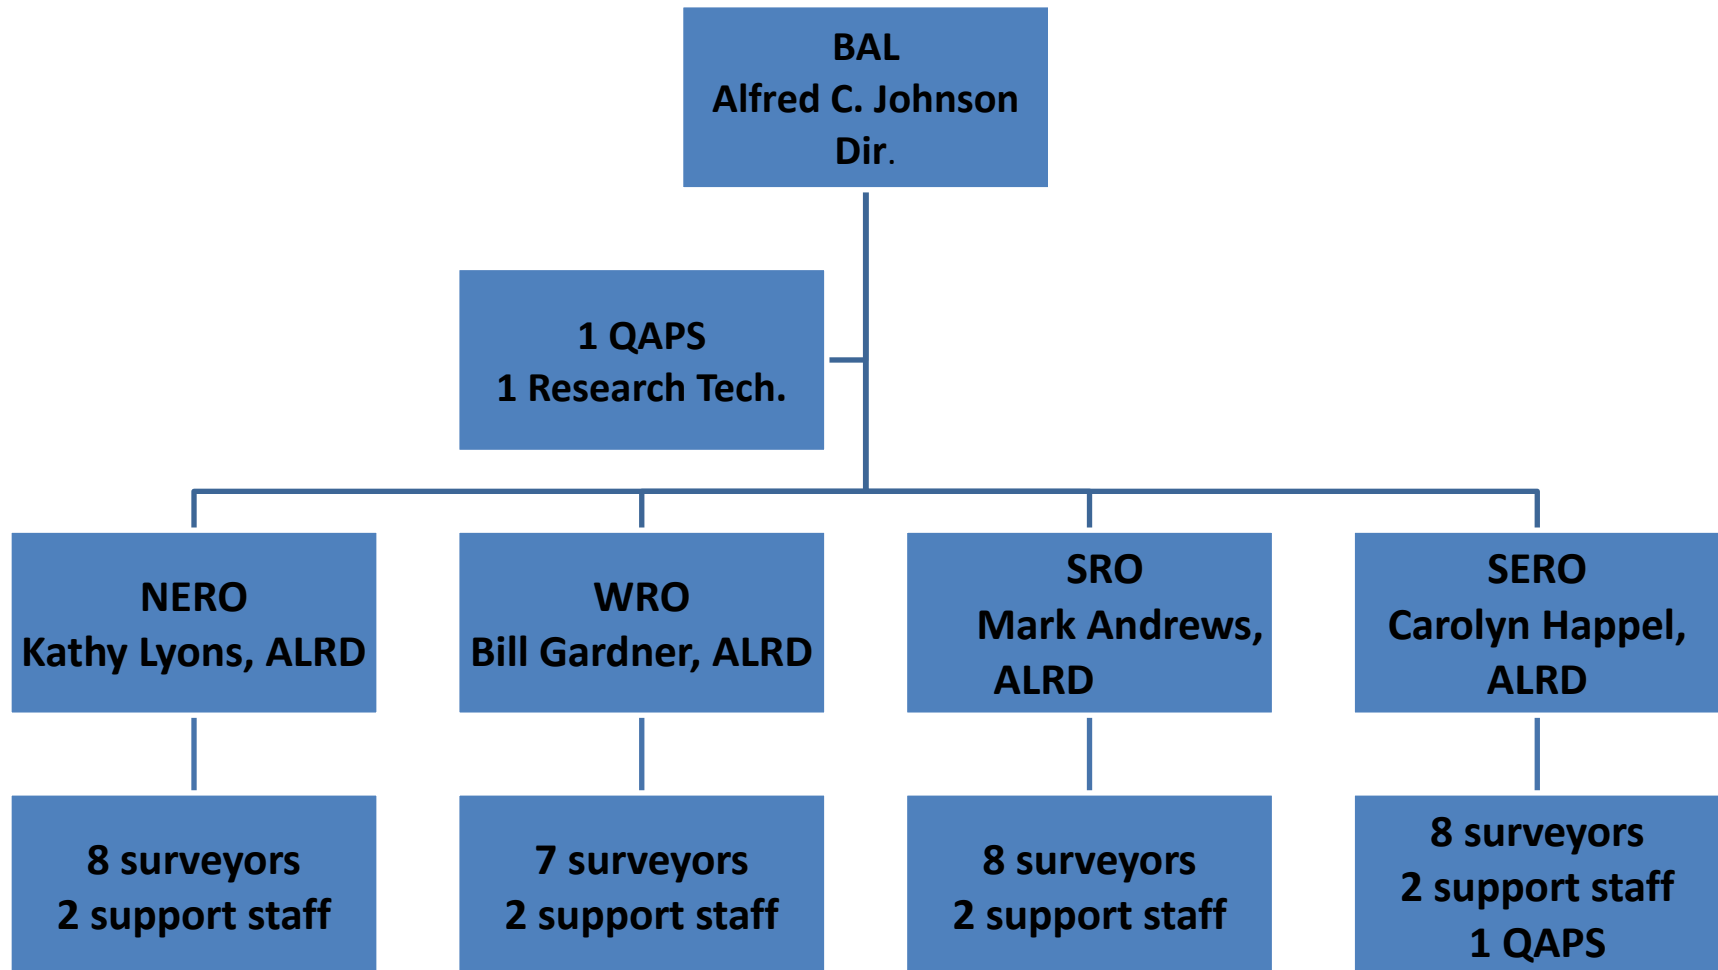 BAL
Alfred C. Johnson
Dir.
1 QAPS
1 Research Tech.
NERO
Kathy Lyons, ALRD
WRO
Bill Gardner, ALRD
SRO
Mark Andrews,
ALRD
SERO
Carolyn Happel,
ALRD
8 surveyors
2 support staff
7 surveyors
2 support staff
8 surveyors
2 support staff
8 surveyors
2 support staff
1 QAPS